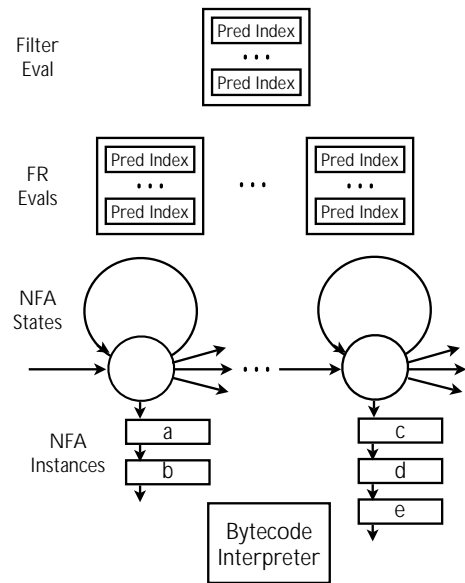 Filter
Eval
Pred Index
...
Pred Index
FR
Evals
Pred Index
...
Pred Index
...
Pred Index
...
Pred Index
NFA
States
...
NFA
Instances
a
b
c
d
e
Bytecode
Interpreter